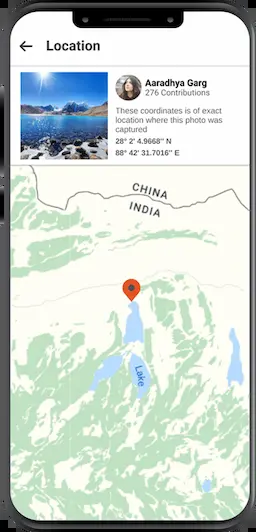 Location
Aaradhya Garg
276 Contributions
These coordinates is of exact
location where this photo was
captured
28° 2' 4.9668'' N
88° 42' 31.7016'' E
CHINA
INDIA
Lake